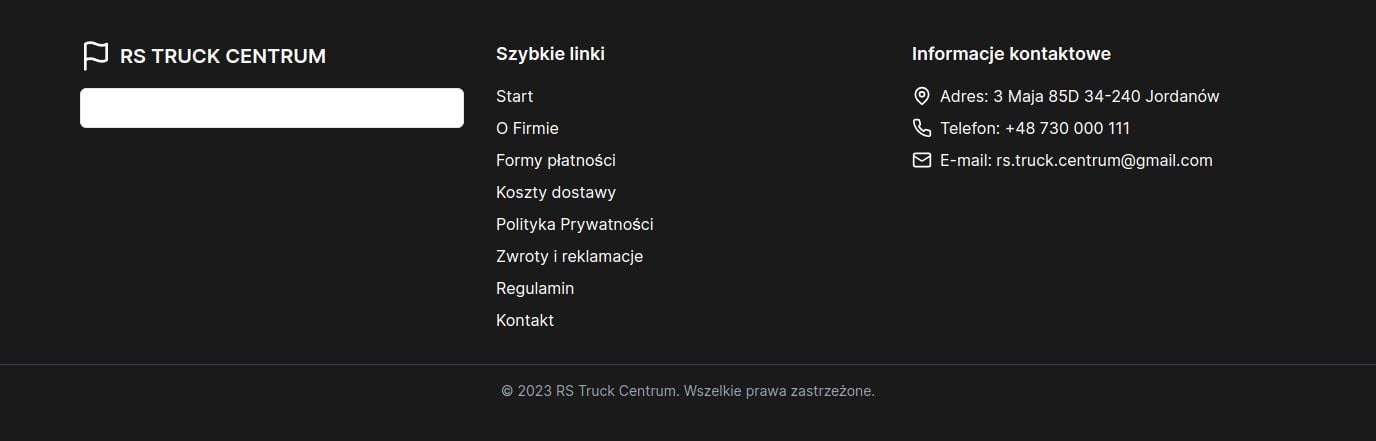 RS TRUCK CENTRUM
Szybkie linki
Start
O Firmie
Formy płatności
Koszty dostawy
Polityka Prywatności
Zwroty i reklamacje
Regulamin
Kontakt
Informacje kontaktowe
Adres: 3 Maja 85D 34-240 Jordanów
Telefon: +48 730 000 111
E-mail: rs.truck.centrum@gmail.com
© 2023 RS Truck Centrum. Wszelkie prawa zastrzeżone.